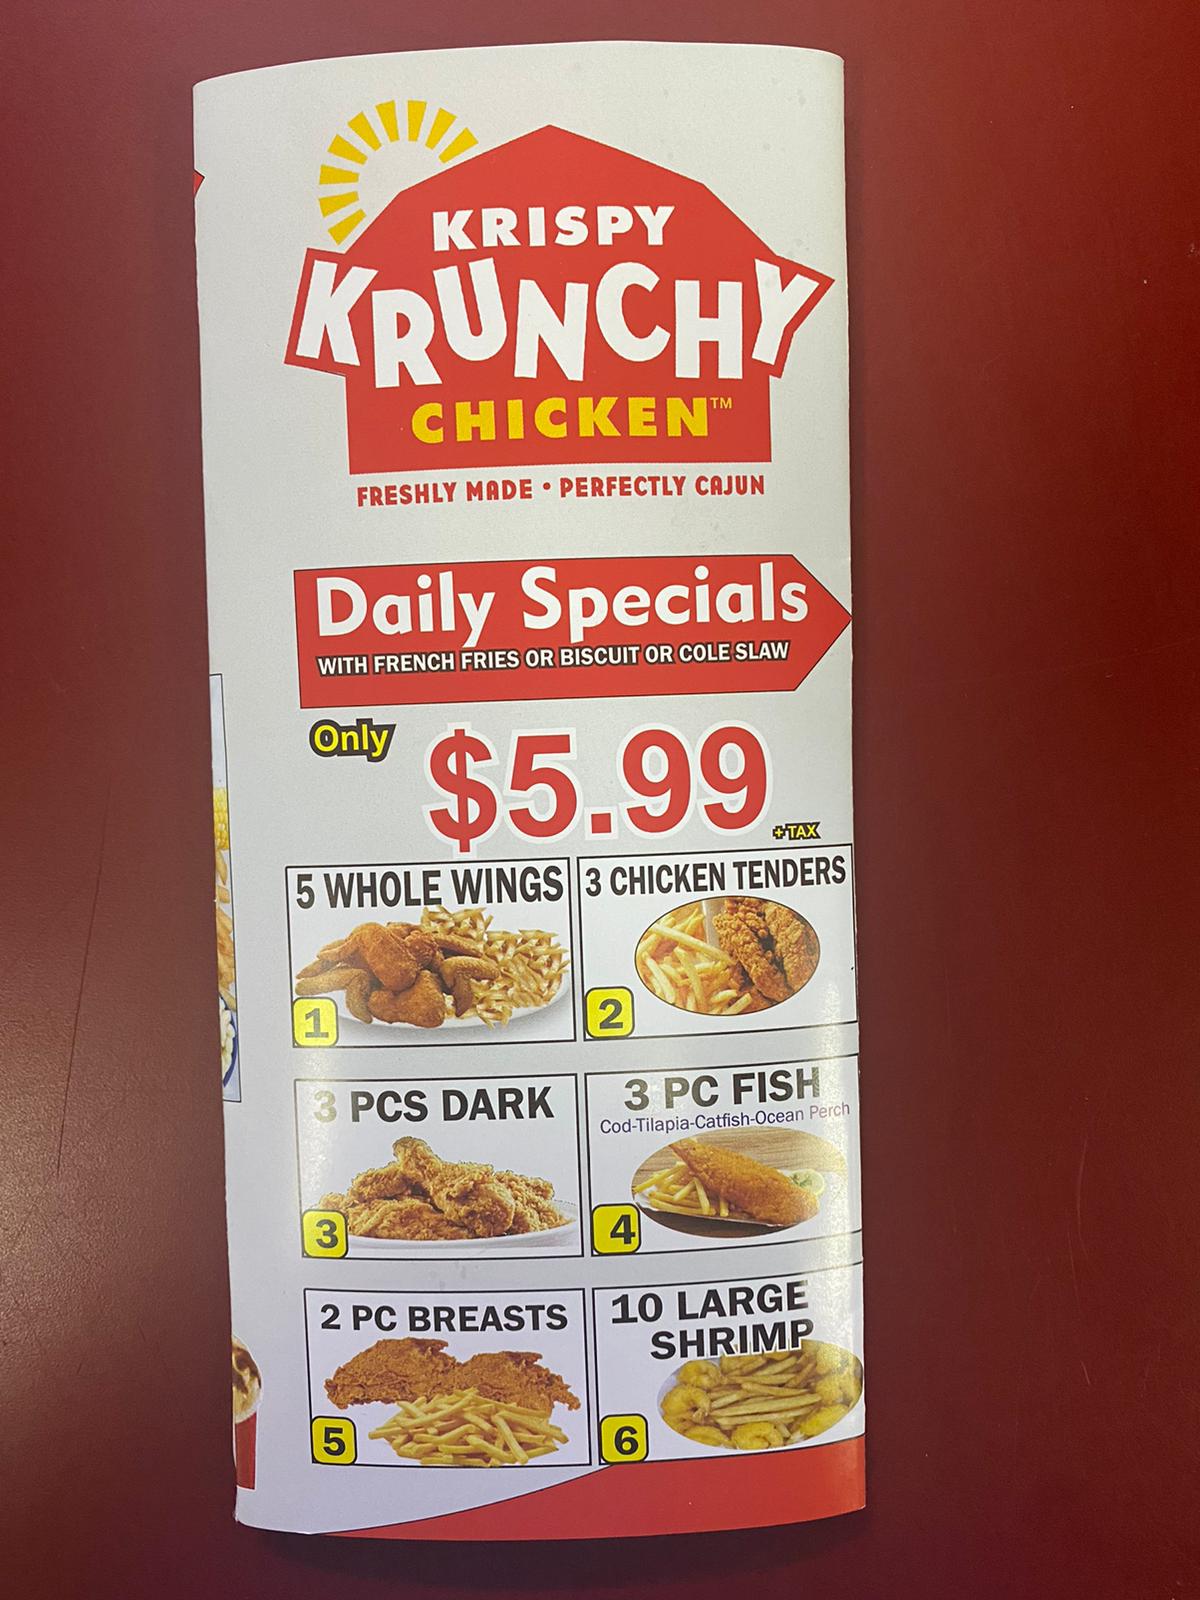 KRISPY
KRUNCHY
CHICKEN™
FRESHLY MADE • PERFECTLY CAJUN
Daily Specials
WITH FRENCH FRIES OR BISCUIT OR COLE SLAW
Only
$5.99
+TAX
5 WHOLE WINGS
1
3 CHICKEN TENDERS
2
3 PCS DARK
3
3 PC FISH
Cod-Tilapia-Catfish-Ocean Perch
4
2 PC BREASTS
5
10 LARGE
SHRIMP
6